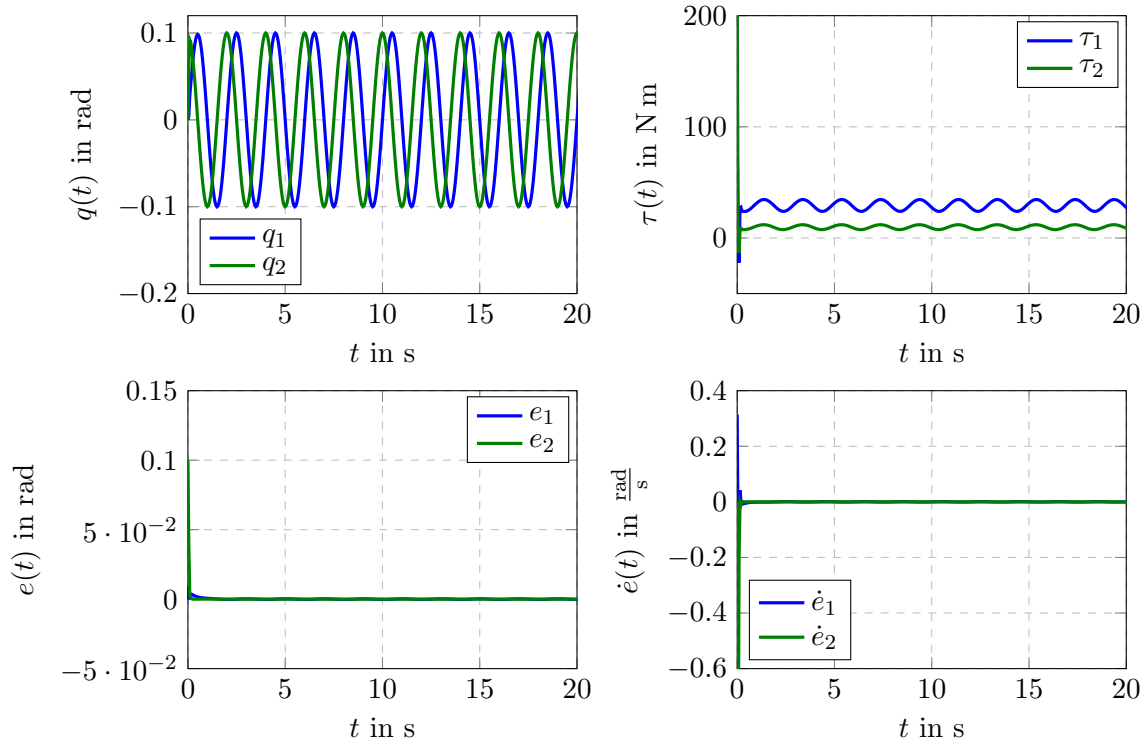 0.1
0
−0.1
−0.2
q(t) in rad
q₁
q₂
0 5 10 15 20
t in s
200
100
0
τ(t) in N m
τ₁
τ₂
0 5 10 15 20
t in s
0.15
0.1
5 · 10⁻²
0
−5 · 10⁻²
e(t) in rad
e₁
e₂
0 5 10 15 20
t in s
0.4
0.2
0
−0.2
−0.4
−0.6
ė(t) in rad/s
ė₁
ė₂
0 5 10 15 20
t in s